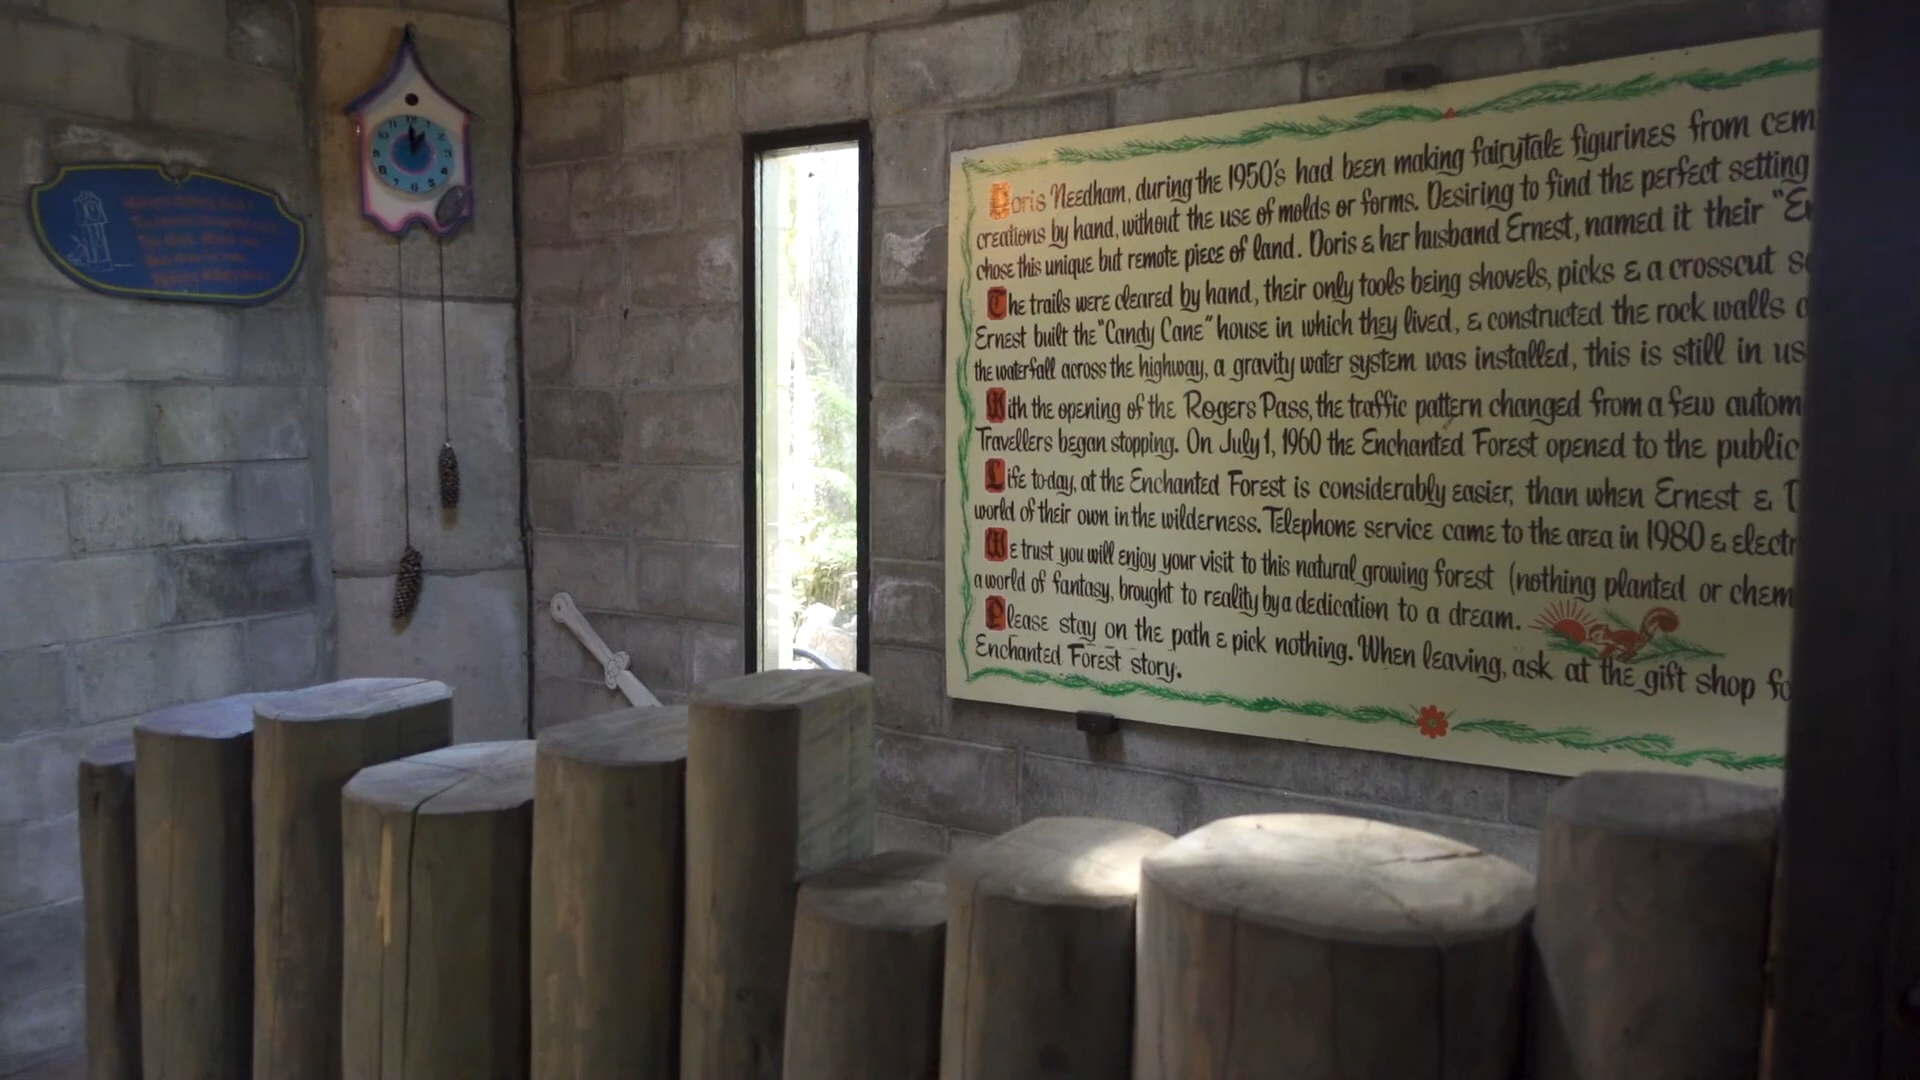 Doris Needham, during the 1950's had been making fairytale figurines from cem
creations by hand, without the use of molds or forms. Desiring to find the perfect setting
chose this unique but remote piece of land. Doris & her husband Ernest, named it their "E
The trails were cleared by hand, their only tools being shovels, picks & a crosscut s
Ernest built the "Candy Cane" house in which they lived, & constructed the rock walls
the waterfall across the highway, a gravity water system was installed, this is still in us
With the opening of the Rogers Pass, the traffic pattern changed from a few autom
Travellers began stopping. On July 1, 1960 the Enchanted Forest opened to the public
Life to-day, at the Enchanted Forest is considerably easier, than when Ernest &
world of their own in the wilderness. Telephone service came to the area in 1980 & electr
We trust you will enjoy your visit to this natural growing forest (nothing planted or chem
a world of fantasy, brought to reality by a dedication to a dream.
Please stay on the path & pick nothing. When leaving, ask at the gift shop fo
Enchanted Forest story.